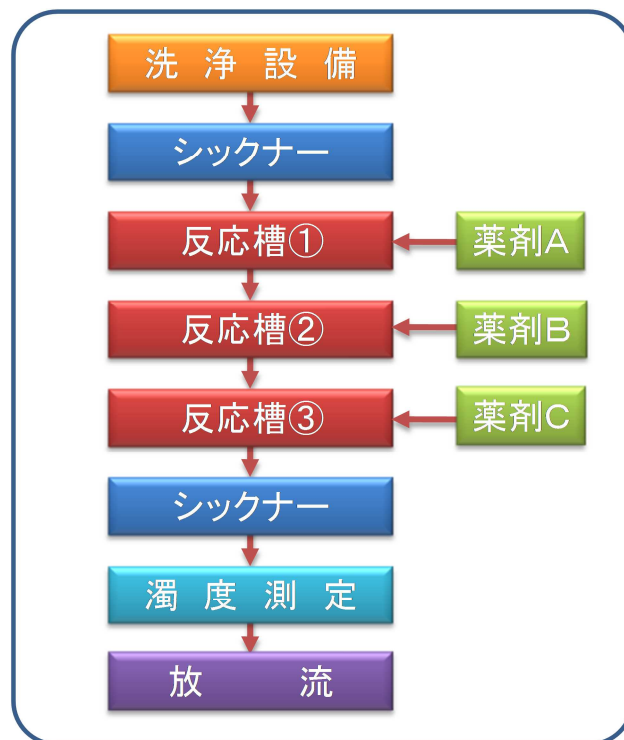 洗浄設備
シックナー
反応槽①
薬剤A
反応槽②
薬剤B
反応槽③
薬剤C
シックナー
濁度測定
放流